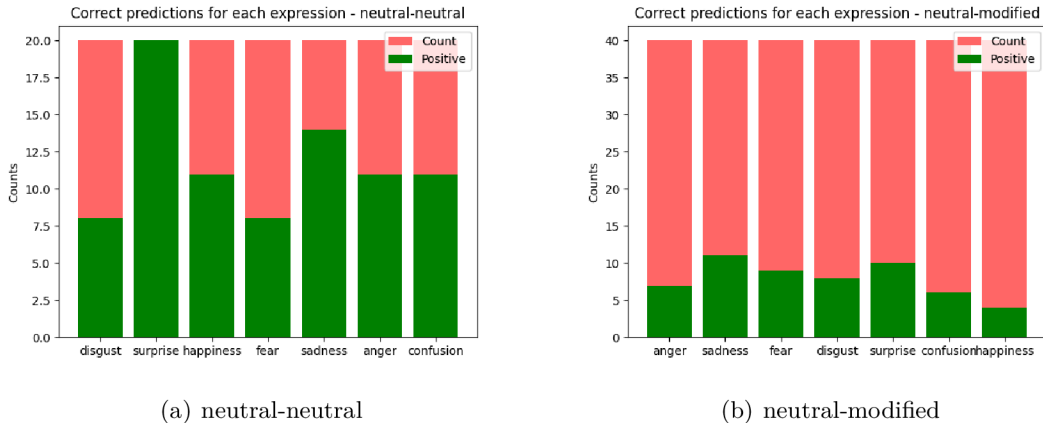 Correct predictions for each expression - neutral-neutral
Count
Positive
Counts
20.0
17.5
15.0
12.5
10.0
7.5
5.0
2.5
0.0
disgust surprise happiness fear sadness anger confusion
(a) neutral-neutral
Correct predictions for each expression - neutral-modified
Count
Positive
Counts
40
35
30
25
20
15
10
5
0
anger sadness fear disgust surprise confusion happiness
(b) neutral-modified